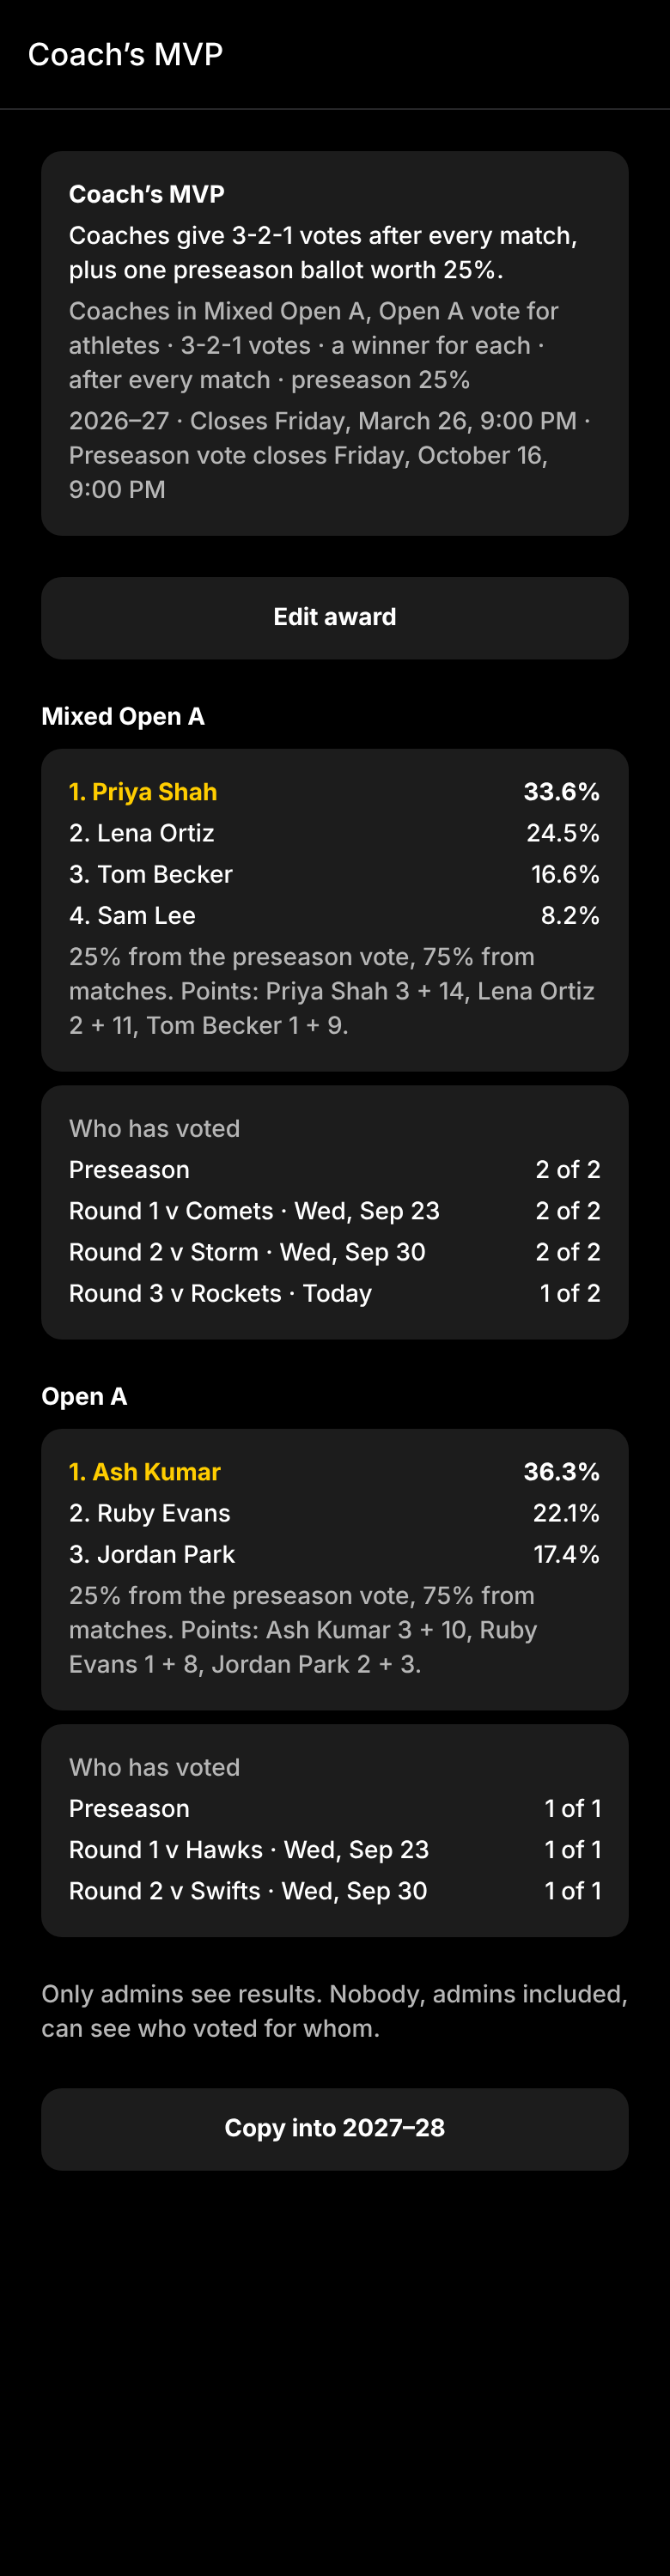 Coach’s MVP
Coach’s MVP
Coaches give 3-2-1 votes after every match,
plus one preseason ballot worth 25%.
Coaches in Mixed Open A, Open A vote for
athletes · 3-2-1 votes · a winner for each ·
after every match · preseason 25%
2026–27 · Closes Friday, March 26, 9:00 PM ·
Preseason vote closes Friday, October 16,
9:00 PM
Edit award
Mixed Open A
1. Priya Shah 33.6%
2. Lena Ortiz 24.5%
3. Tom Becker 16.6%
4. Sam Lee 8.2%
25% from the preseason vote, 75% from
matches. Points: Priya Shah 3 + 14, Lena Ortiz
2 + 11, Tom Becker 1 + 9.
Who has voted
Preseason 2 of 2
Round 1 v Comets · Wed, Sep 23 2 of 2
Round 2 v Storm · Wed, Sep 30 2 of 2
Round 3 v Rockets · Today 1 of 2
Open A
1. Ash Kumar 36.3%
2. Ruby Evans 22.1%
3. Jordan Park 17.4%
25% from the preseason vote, 75% from
matches. Points: Ash Kumar 3 + 10, Ruby
Evans 1 + 8, Jordan Park 2 + 3.
Who has voted
Preseason 1 of 1
Round 1 v Hawks · Wed, Sep 23 1 of 1
Round 2 v Swifts · Wed, Sep 30 1 of 1
Only admins see results. Nobody, admins included,
can see who voted for whom.
Copy into 2027–28